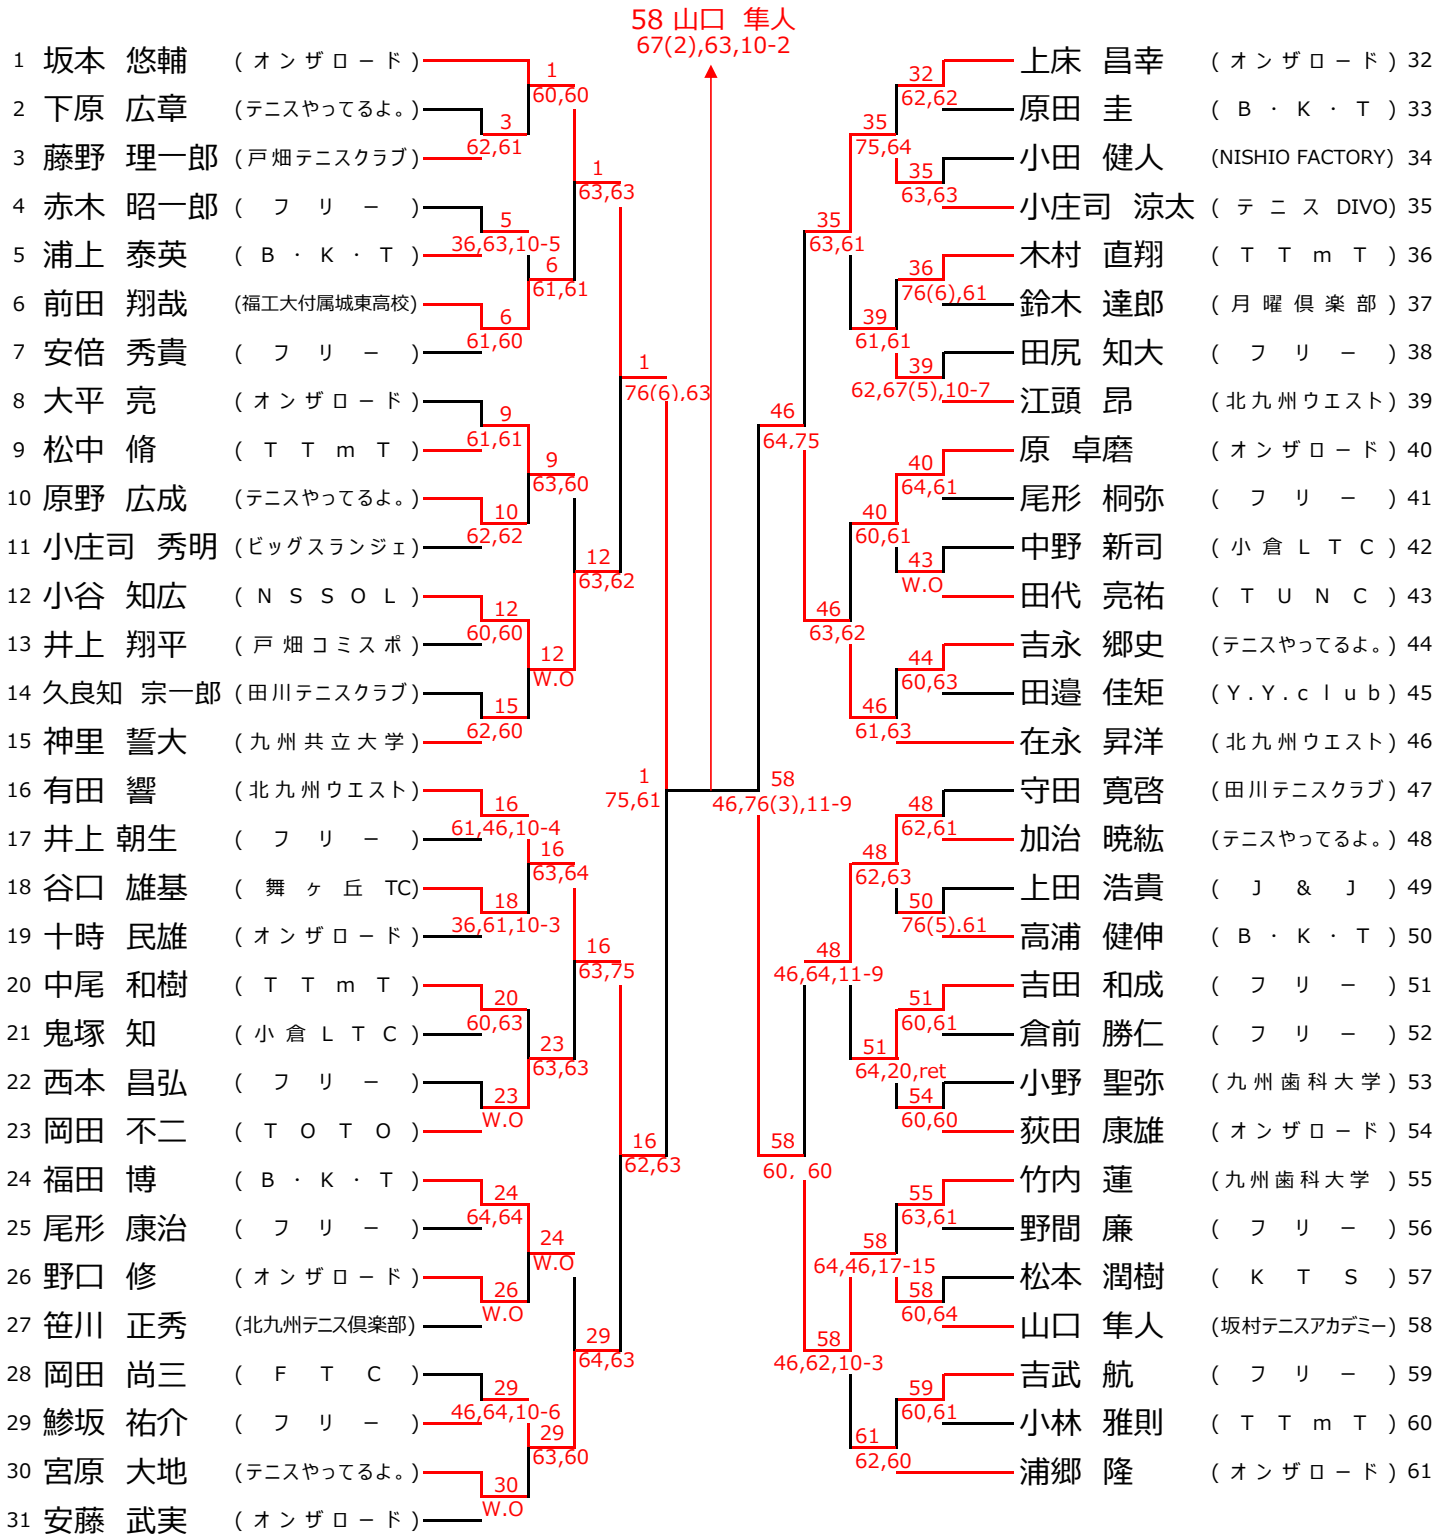 58 山口 隼人
67(2),63,10-2
1 坂本 悠輔 (オンザロード)
2 下原 広章 (テニスやってるよ。)
3 藤野 理一郎 (戸畑テニスクラブ)
4 赤木 昭一郎 (フリー)
5 浦上 泰英 (B・K・T)
6 前田 翔哉 (福工大付属城東高校)
7 安倍 秀貴 (フリー)
8 大平 亮 (オンザロード)
9 松中 脩 (TTmT)
10 原野 広成 (テニスやってるよ。)
11 小庄司 秀明 (ビッグスランジェ)
12 小谷 知広 (NSSOL)
13 井上 翔平 (戸畑コミスポ)
14 久良知 宗一郎 (田川テニスクラブ)
15 神里 誓大 (九州共立大学)
16 有田 響 (北九州ウエスト)
17 井上 朝生 (フリー)
18 谷口 雄基 (舞ヶ丘 TC)
19 十時 民雄 (オンザロード)
20 中尾 和樹 (TTmT)
21 鬼塚 知 (小倉LTC)
22 西本 昌弘 (フリー)
23 岡田 不二 (TOTO)
24 福田 博 (B・K・T)
25 尾形 康治 (フリー)
26 野口 修 (オンザロード)
27 笹川 正秀 (北九州テニス倶楽部)
28 岡田 尚三 (FTC)
29 鯵坂 祐介 (フリー)
30 宮原 大地 (テニスやってるよ。)
31 安藤 武実 (オンザロード)
3
62,61
5
36,63,10-5
6
61,60
9
61,61
10
62,62
12
60,60
15
62,60
16
61,46,10-4
18
36,61,10-3
20
60,63
23
W.O
24
64,64
26
W.O
29
46,64,10-6
30
W.O
1
60,60
6
61,61
9
63,60
12
W.O
16
63,64
23
63,63
24
W.O
29
63,60
1
63,63
12
63,62
16
63,75
29
64,63
1
76(6),63
16
62,63
1
75,61
58
46,76(3),11-9
46
64,75
58
60,60
35
63,61
46
63,62
48
46,64,11-9
58
46,62,10-3
35
75,64
39
61,61
40
60,61
46
61,63
48
62,63
51
64,20,ret
58
64,46,17-15
61
62,60
32
62,62
35
63,63
36
76(6),61
39
62,67(5),10-7
40
64,61
43
W.O
44
60,63
48
62,61
50
76(5).61
51
60,61
54
60,60
55
63,61
58
60,64
59
60,61
上床 昌幸 (オンザロード) 32
原田 圭 (B・K・T) 33
小田 健人 (NISHIO FACTORY) 34
小庄司 涼太 (テニス DIVO) 35
木村 直翔 (TTmT) 36
鈴木 達郎 (月曜倶楽部) 37
田尻 知大 (フリー) 38
江頭 昂 (北九州ウエスト) 39
原 卓磨 (オンザロード) 40
尾形 桐弥 (フリー) 41
中野 新司 (小倉LTC) 42
田代 亮祐 (TUNC) 43
吉永 郷史 (テニスやってるよ。) 44
田邉 佳矩 (Y.Y.club) 45
在永 昇洋 (北九州ウエスト) 46
守田 寛啓 (田川テニスクラブ) 47
加治 暁紘 (テニスやってるよ。) 48
上田 浩貴 (J&J) 49
高浦 健伸 (B・K・T) 50
吉田 和成 (フリー) 51
倉前 勝仁 (フリー) 52
小野 聖弥 (九州歯科大学) 53
荻田 康雄 (オンザロード) 54
竹内 蓮 (九州歯科大学) 55
野間 廉 (フリー) 56
松本 潤樹 (KTS) 57
山口 隼人 (坂村テニスアカデミー) 58
吉武 航 (フリー) 59
小林 雅則 (TTmT) 60
浦郷 隆 (オンザロード) 61